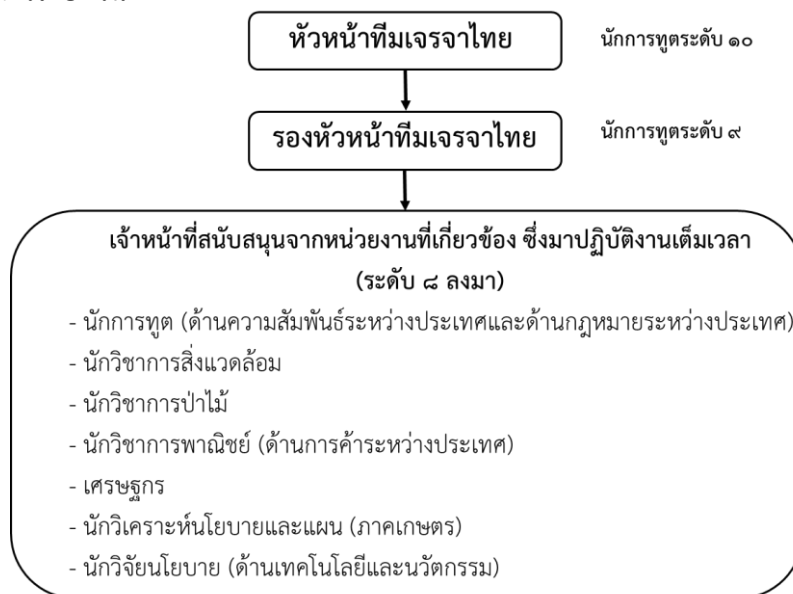 หัวหน้าทีมเจรจาไทย นักการทูตระดับ ๑๐
รองหัวหน้าทีมเจรจาไทย นักการทูตระดับ ๙
เจ้าหน้าที่สนับสนุนจากหน่วยงานที่เกี่ยวข้อง ซึ่งมาปฏิบัติงานเต็มเวลา
(ระดับ ๘ ลงมา)
- นักการทูต (ด้านความสัมพันธ์ระหว่างประเทศและด้านกฎหมายระหว่างประเทศ)
- นักวิชาการสิ่งแวดล้อม
- นักวิชาการป่าไม้
- นักวิชาการพาณิชย์ (ด้านการค้าระหว่างประเทศ)
- เศรษฐกร
- นักวิเคราะห์นโยบายและแผน (ภาคเกษตร)
- นักวิจัยนโยบาย (ด้านเทคโนโลยีและนวัตกรรม)